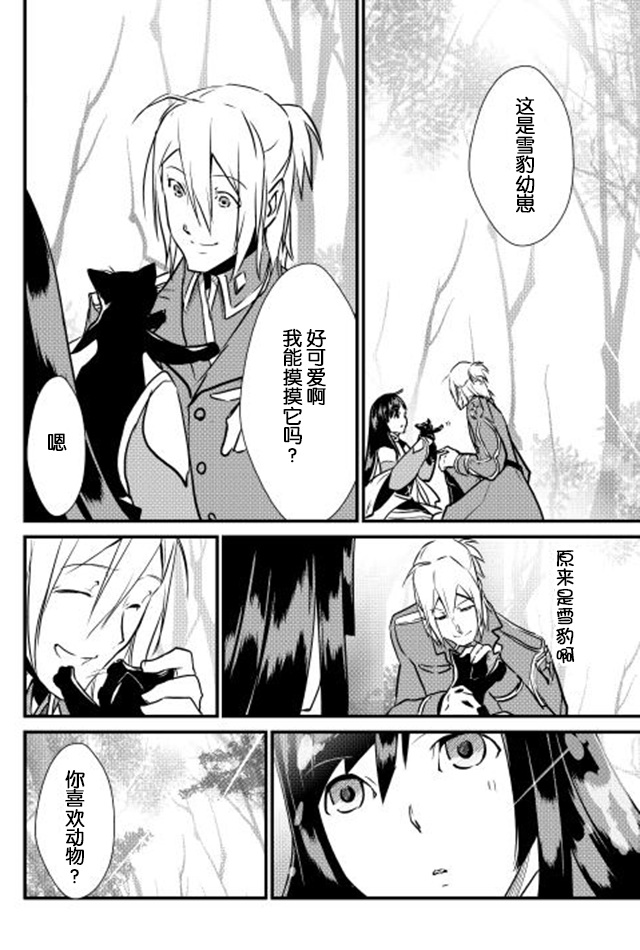 这是雪豹幼崽
好可爱啊
我能摸摸它吗？
嗯
原来是雪豹啊
你喜欢动物？